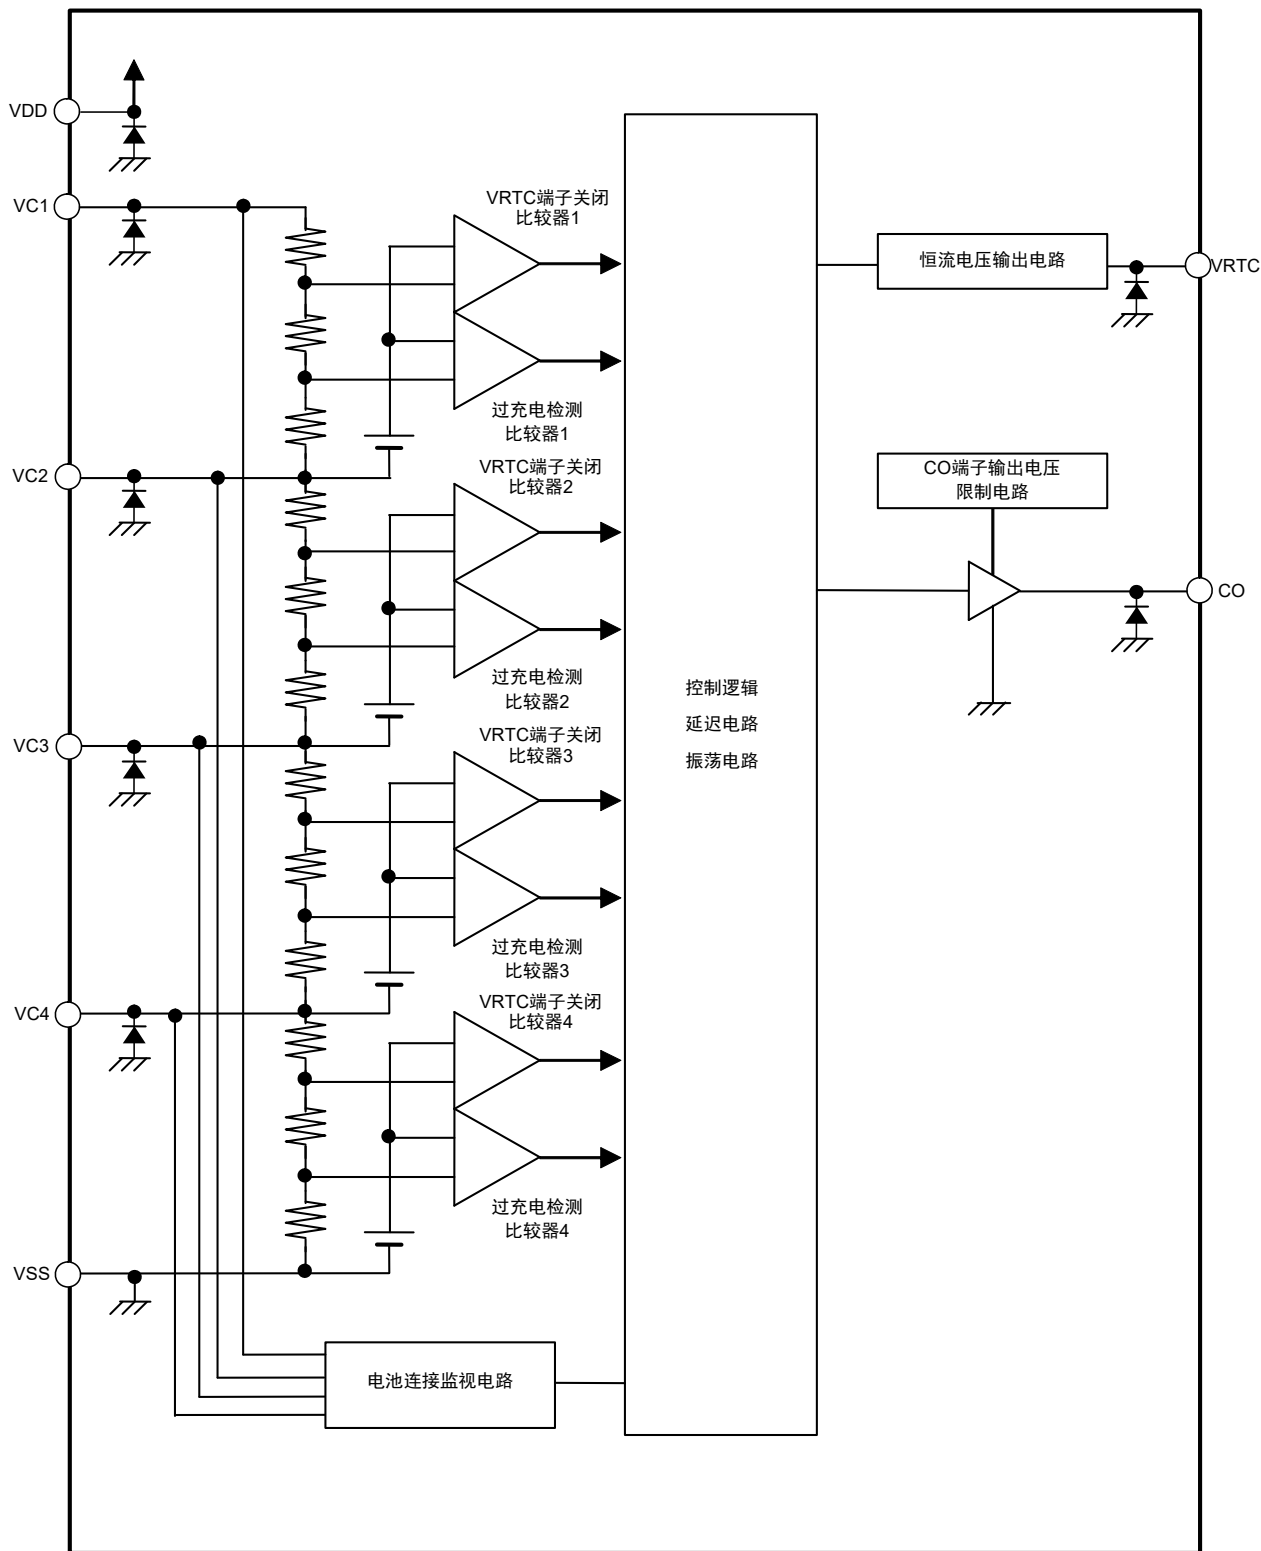 VDD
VC1
VRTC端子关闭
比较器1
恒流电压输出电路
VRTC
过充电检测
比较器1
VC2
VRTC端子关闭
比较器2
CO端子输出电压
限制电路
CO
过充电检测
比较器2
控制逻辑
延迟电路
振荡电路
VC3
VRTC端子关闭
比较器3
过充电检测
比较器3
VC4
VRTC端子关闭
比较器4
过充电检测
比较器4
VSS
电池连接监视电路